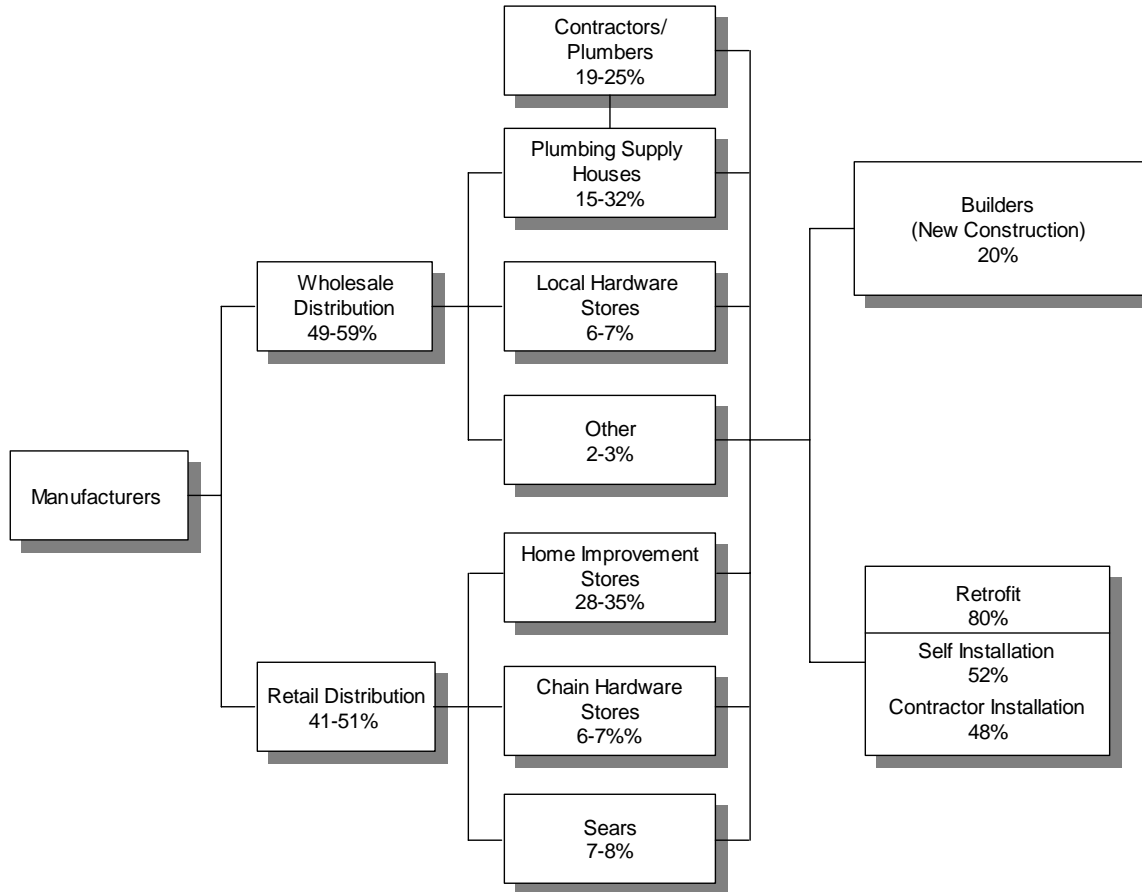 Contractors/
Plumbers
19-25%
Plumbing Supply
Houses
15-32%
Builders
(New Construction)
20%
Wholesale
Distribution
49-59%
Local Hardware
Stores
6-7%
Other
2-3%
Manufacturers
Home Improvement
Stores
28-35%
Retrofit
80%
Self Installation
52%
Contractor Installation
48%
Retail Distribution
41-51%
Chain Hardware
Stores
6-7%%
Sears
7-8%